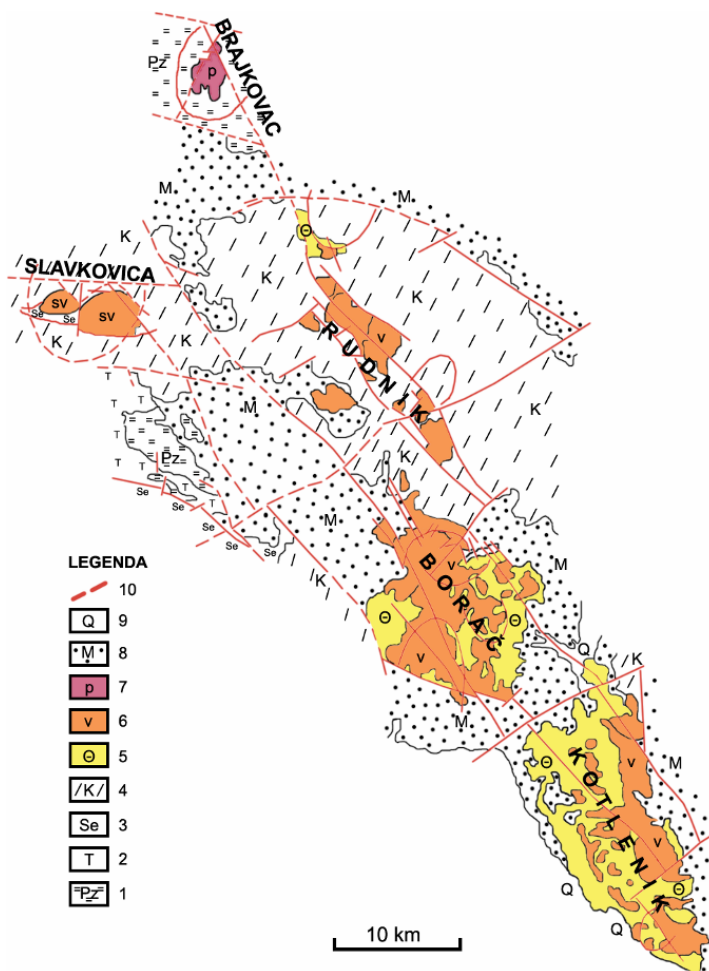 BRAJKOVAC
Pz
p
M
M
K
Θ
K
K
SLAVKOVICA
sv
sv
Se
Se
K
K
K
v
RUDNIK
K
T
T
M
T
Pz
T
T
T
K
Se
Se
Se
Se
M
K
v
M
BORAČ
Θ
Θ
v
M
Q
/K
M
Θ
v
KOTLENIK
v
Θ
Q
Q
LEGENDA
10
Q 9
M 8
p 7
v 6
Θ 5
/K/ 4
Se 3
T 2
Pz 1
10 km